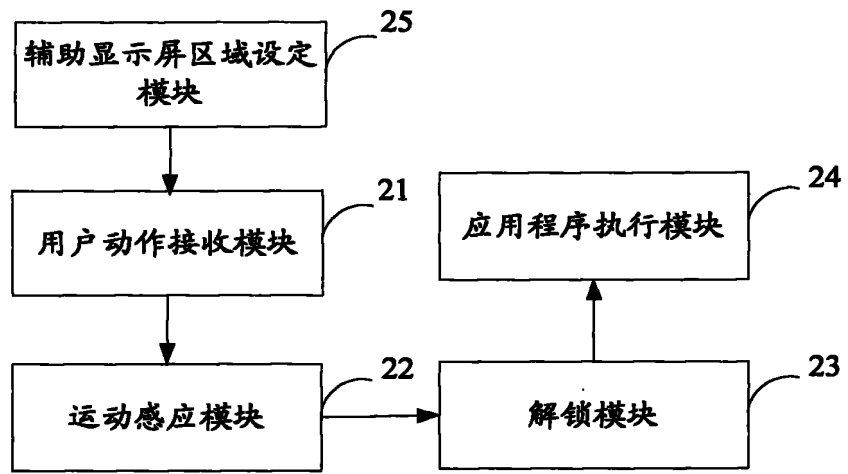 辅助显示屏区域设定
模块
25
用户动作接收模块
21
应用程序执行模块
24
运动感应模块
22
解锁模块
23